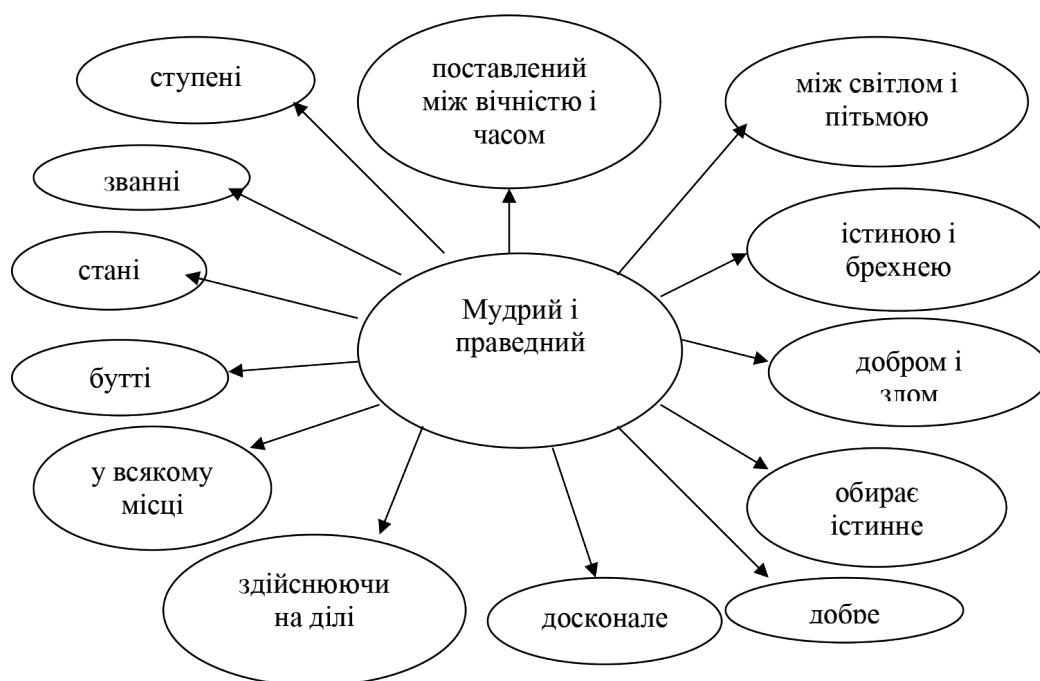 ступені
поставлений
між вічністю і
часом
між світлом і
пітьмою
званні
істиною і
брехнею
стані
Мудрий і
праведний
бутті
добром і
злом
у всякому
місці
обирає
істинне
здійснюючи
на ділі
досконале
добре